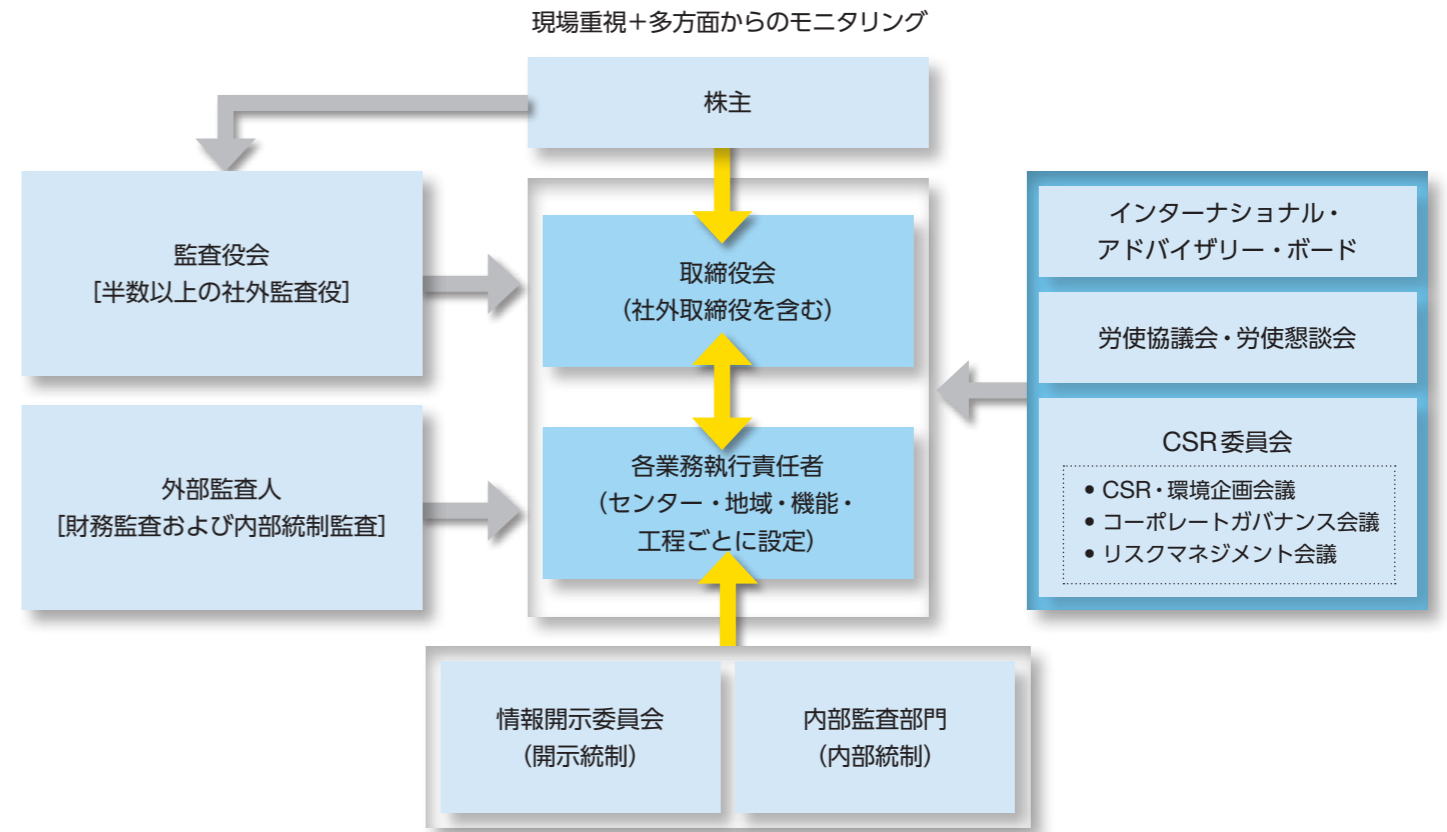 現場重視+多方面からのモニタリング
株主
監査役会
[半数以上の社外監査役]
取締役会
(社外取締役を含む)
インターナショナル・
アドバイザリー・ボード
労使協議会・労使懇談会
外部監査人
[財務監査および内部統制監査]
各業務執行責任者
(センター・地域・機能・
工程ごとに設定)
CSR委員会
• CSR・環境企画会議
• コーポレートガバナンス会議
• リスクマネジメント会議
情報開示委員会
(開示統制)
内部監査部門
(内部統制)